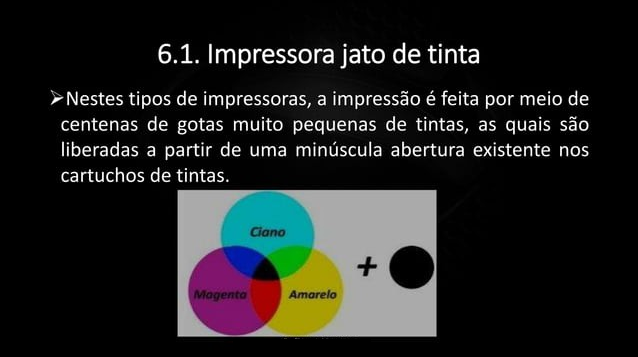 6.1. Impressora jato de tinta
➢Nestes tipos de impressoras, a impressão é feita por meio de
centenas de gotas muito pequenas de tintas, as quais são
liberadas a partir de uma minúscula abertura existente nos
cartuchos de tintas.
Ciano
+
Magenta Amarelo